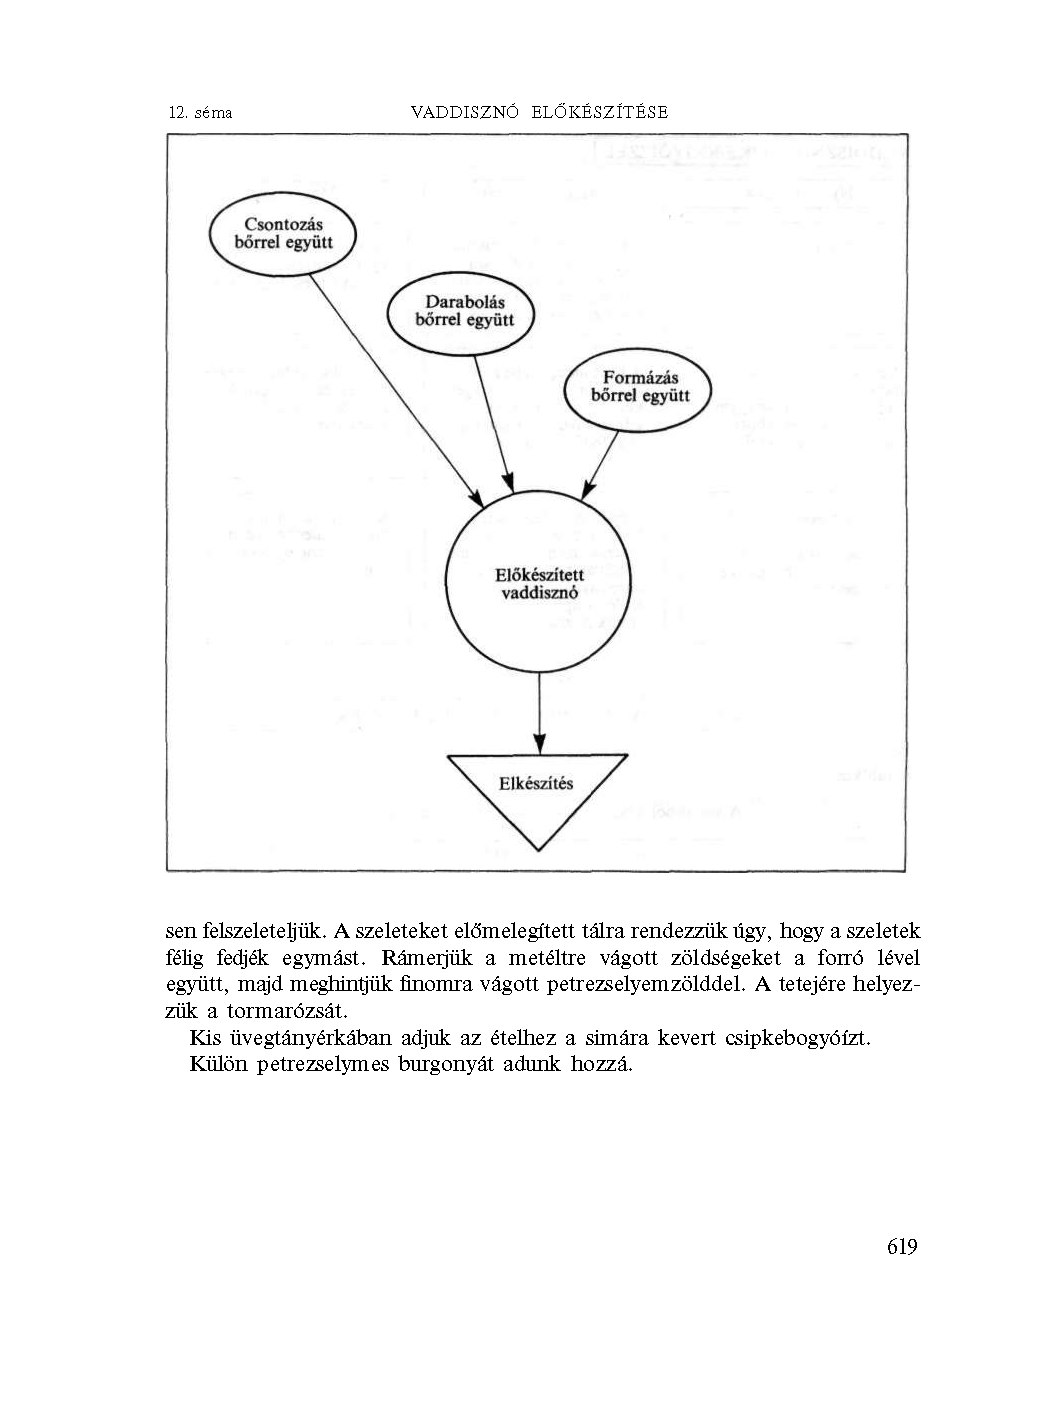 12. séma
VADDISZNÓ ELŐKÉSZÍTÉSE
Csontozás
bőrrel együtt
Darabolás
bőrrel együtt
Formázás
bőrrel együtt
Előkészített
vaddisznó
Elkészítés
sen felszeleteljük. A szeleteket előmelegített tálra rendezzük úgy, hogy a szeletek
félig fedjék egymást. Rámerjük a metéltre vágott zöldségeket a forró lével
együtt, majd meghintjük finomra vágott petrezselyemzölddel. A tetejére helyez-
zük a tormarózsát.
Kis üvegtányérkában adjuk az ételhez a simára kevert csipkebogyóízt.
Külön petrezselymes burgonyát adunk hozzá.
619